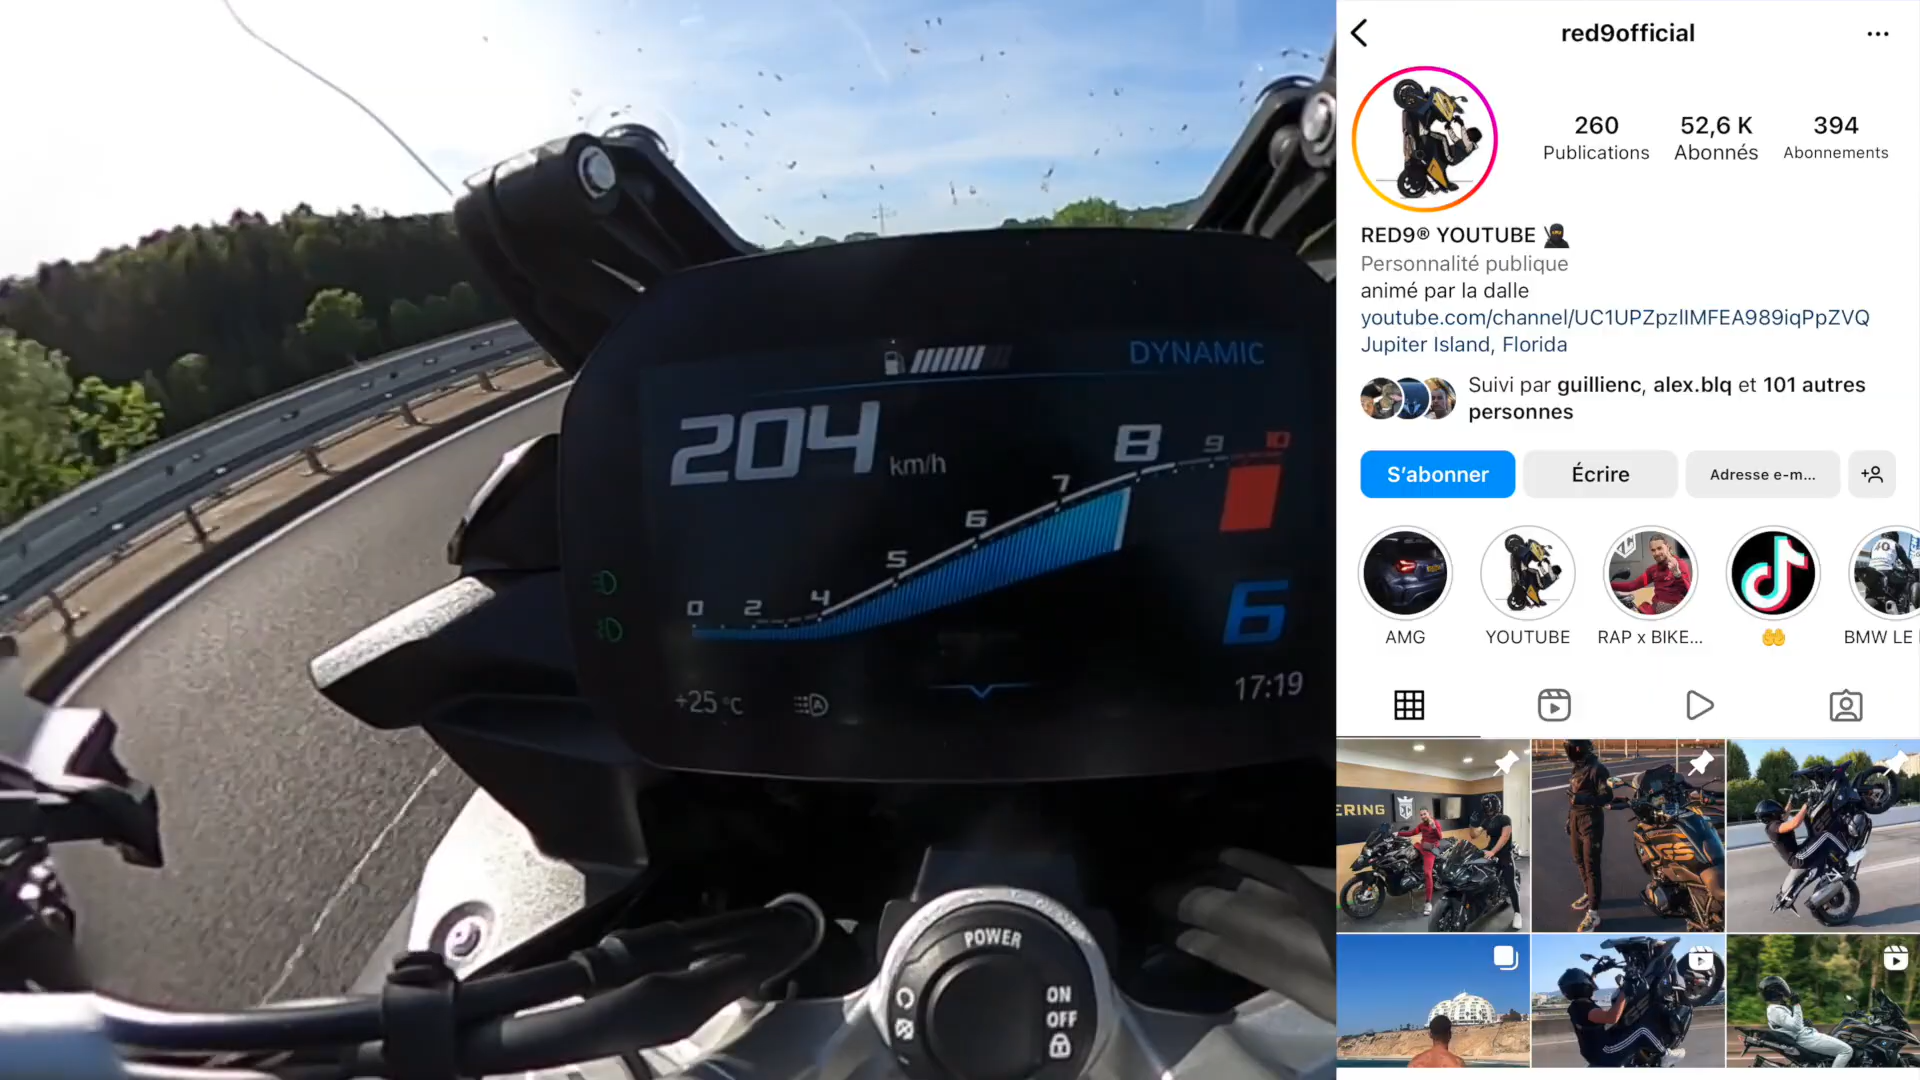 DYNAMIC
204 km/h
0 2 4 5 6 7 8 9 10
6
+25 °C
17:19
POWER
ON
OFF
red9official
260
Publications
52,6 K
Abonnés
394
Abonnements
RED9® YOUTUBE
Personnalité publique
animé par la dalle
youtube.com/channel/UC1UPZpzlIMFEA989iqPpZVQ
Jupiter Island, Florida
Suivi par guillienc, alex.blq et 101 autres
personnes
S'abonner
Écrire
Adresse e-m...
AMG
YOUTUBE
RAP x BIKE...
BMW LE
ERING
GS